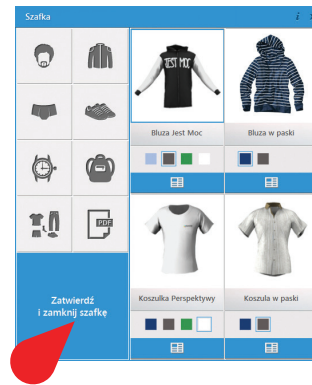 Szafka
i
JEST MOC
Bluza Jest Moc
Bluza w paski
PDF
Zatwierdź
i zamknij szafkę
Koszulka Perspektywy
Koszula w paski